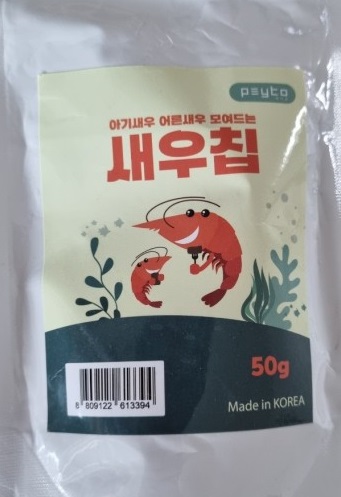 peyto
아기새우 어른새우 모여드는
새우칩
50g
8 809122 613394
Made in KOREA